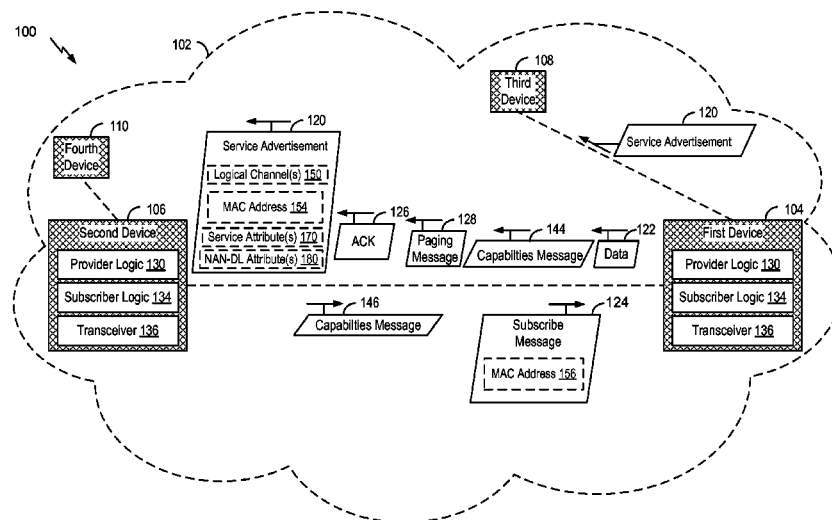 100
102
108
Third
Device
120
Service Advertisement
110
Fourth
Device
120
Service Advertisement
Logical Channel(s) 150
MAC Address 154
Service Attribute(s) 170
NAN-DL Attribute(s) 180
126
ACK
128
Paging
Message
144
Capabilties Message
122
Data
106
Second Device
Provider Logic 130
Subscriber Logic 134
Transceiver 136
104
First Device
Provider Logic 130
Subscriber Logic 134
Transceiver 136
146
Capabilties Message
124
Subscribe
Message
MAC Address 156